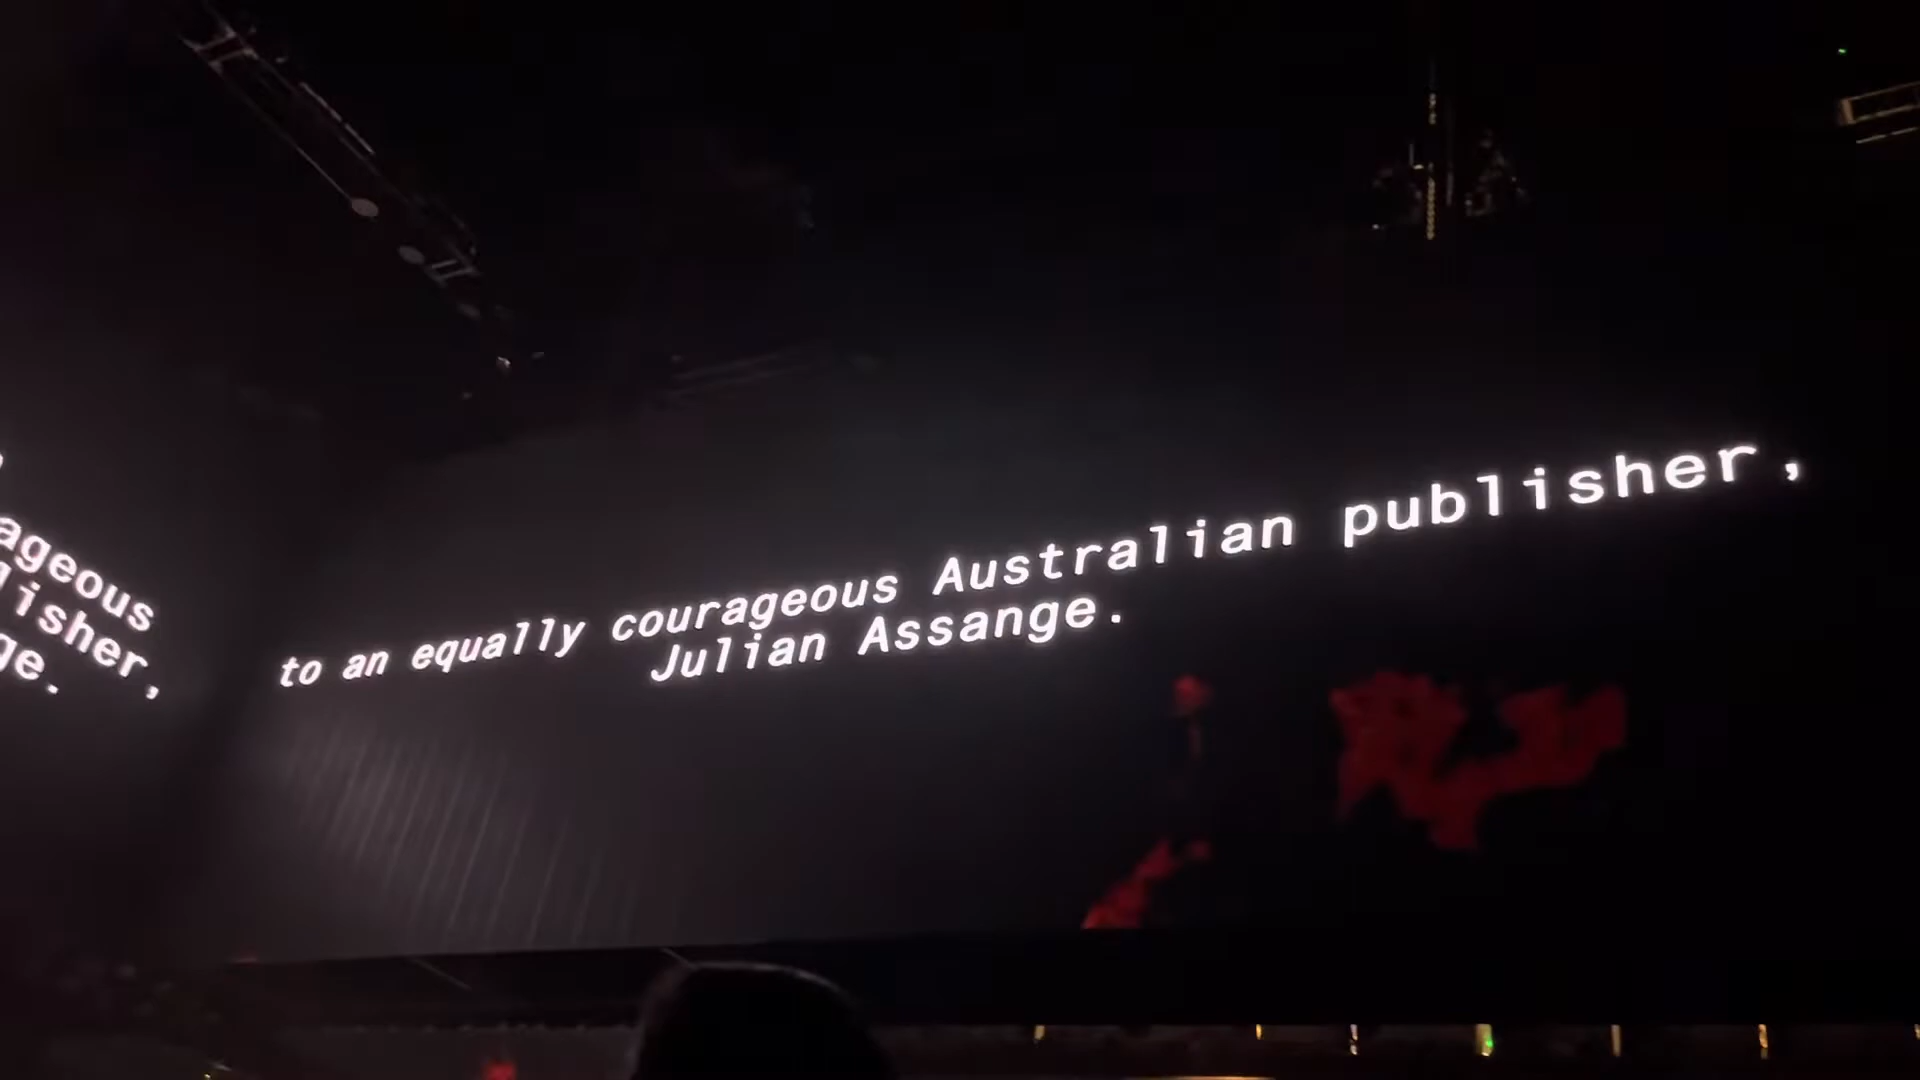 to an equally courageous Australian publisher,
Julian Assange.
ageous
lisher,
ge.